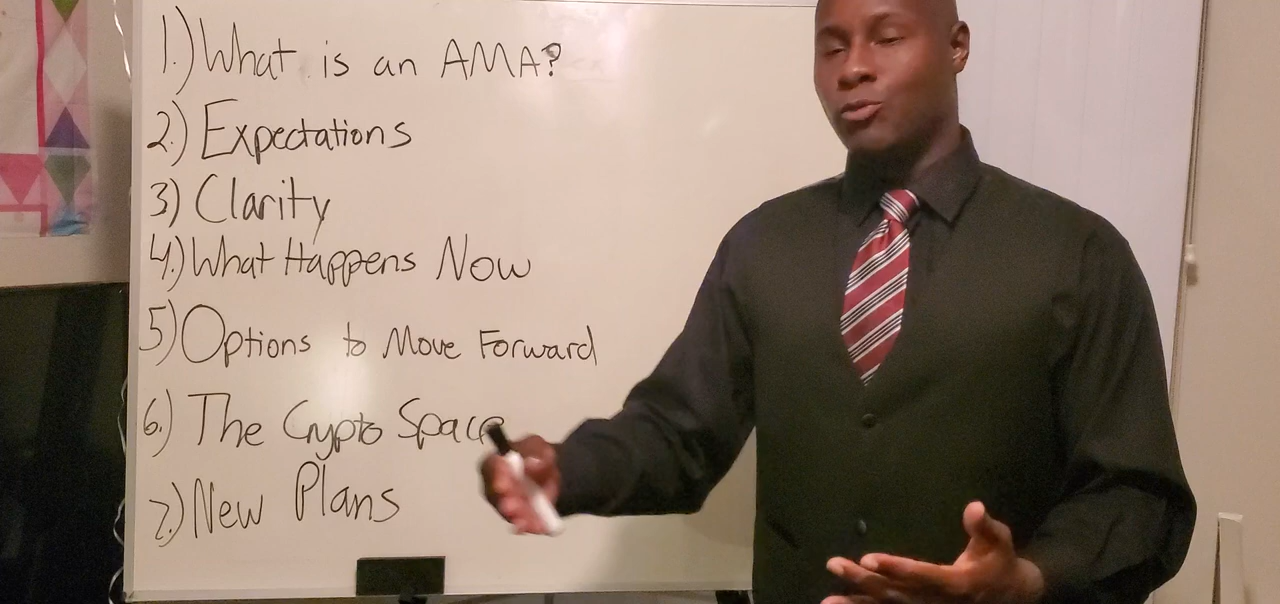 1.) What is an AMA?
2.) Expectations
3) Clarity
4.) What Happens Now
5) Options to Move Forward
6.) The Crypto Space
7.) New Plans